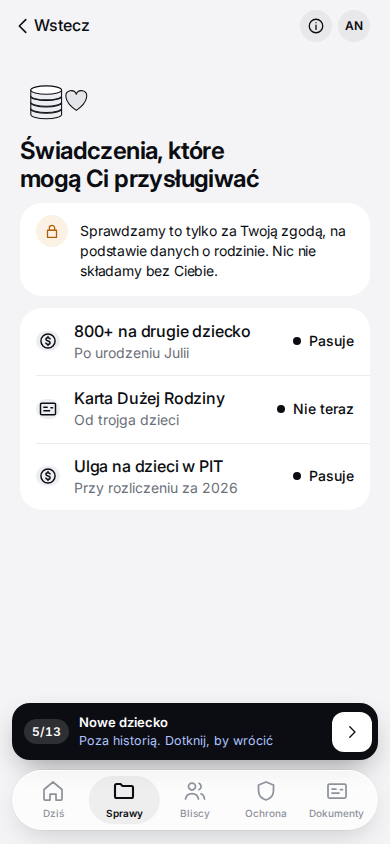 Wstecz
AN
Świadczenia, które
mogą Ci przysługiwać
Sprawdzamy to tylko za Twoją zgodą, na
podstawie danych o rodzinie. Nic nie
składamy bez Ciebie.
800+ na drugie dziecko
Po urodzeniu Julii
Pasuje
Karta Dużej Rodziny
Od trojga dzieci
Nie teraz
Ulga na dzieci w PIT
Przy rozliczeniu za 2026
Pasuje
5/13
Nowe dziecko
Poza historią. Dotknij, by wrócić
Dziś
Sprawy
Bliscy
Ochrona
Dokumenty